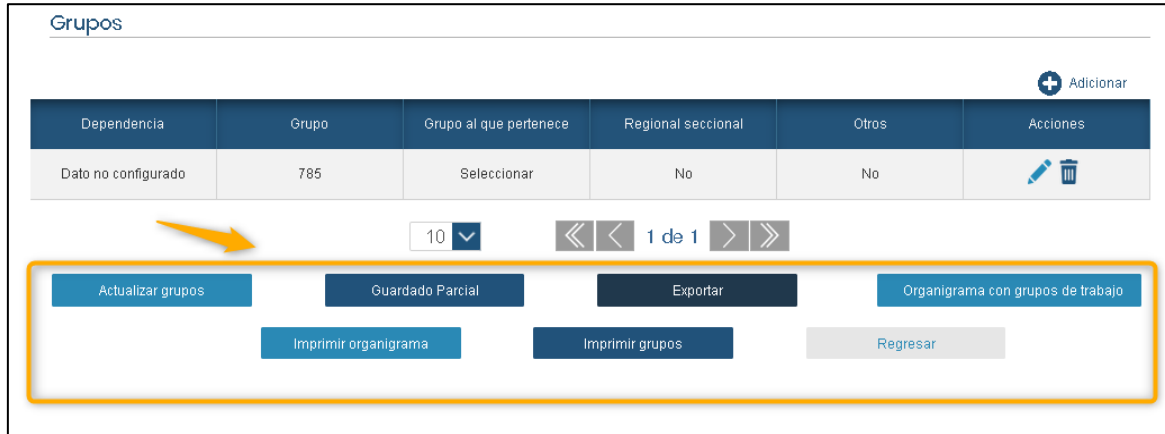 Grupos
Adicionar
Dependencia Grupo Grupo al que pertenece Regional seccional Otros Acciones
Dato no configurado 785 Seleccionar No No
10 1 de 1
Actualizar grupos Guardado Parcial Exportar Organigrama con grupos de trabajo
Imprimir organigrama Imprimir grupos Regresar